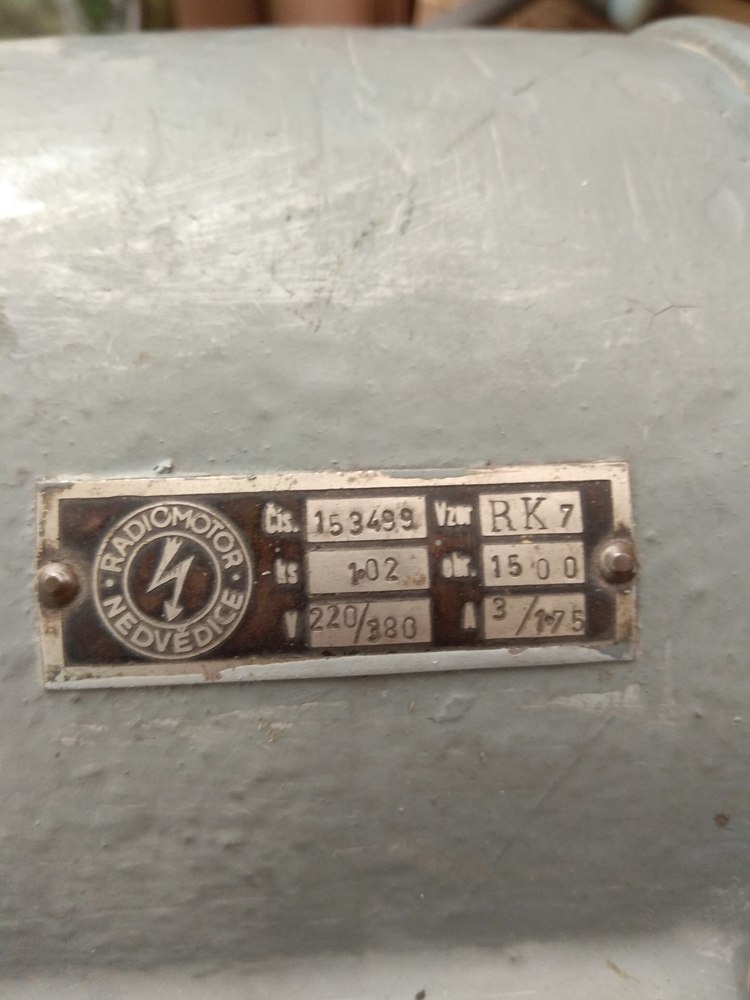 RADIOMOTOR
NEDVĚDICE
Čís. 153499 Vzor RK 7
ks 1.02 obr. 1500
V 220/380 A 3/1.75